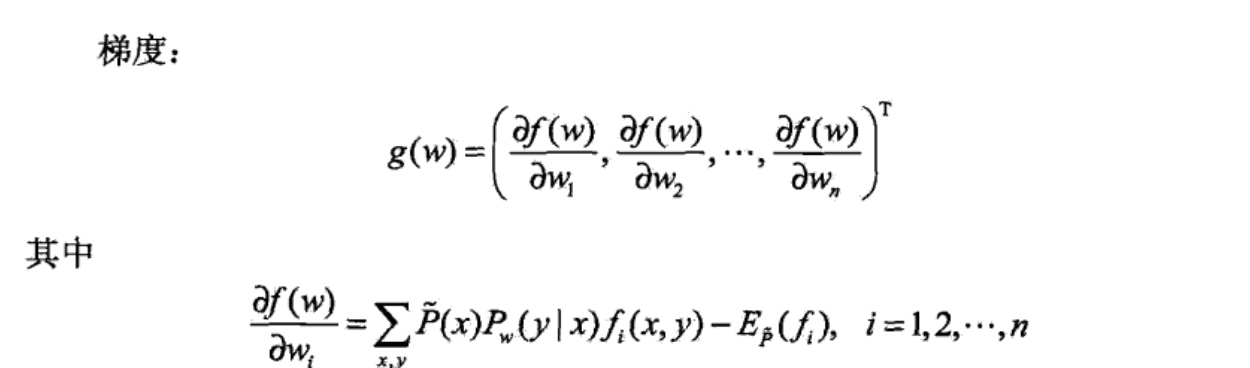 梯度：
g(w) = (∂f(w)/∂w₁, ∂f(w)/∂w₂, ⋯, ∂f(w)/∂wₙ)ᵀ
其中
∂f(w)/∂wᵢ = ∑_{x,y} P̃(x)P_w(y|x)fᵢ(x,y) − E_P̃(fᵢ), i = 1,2,⋯,n